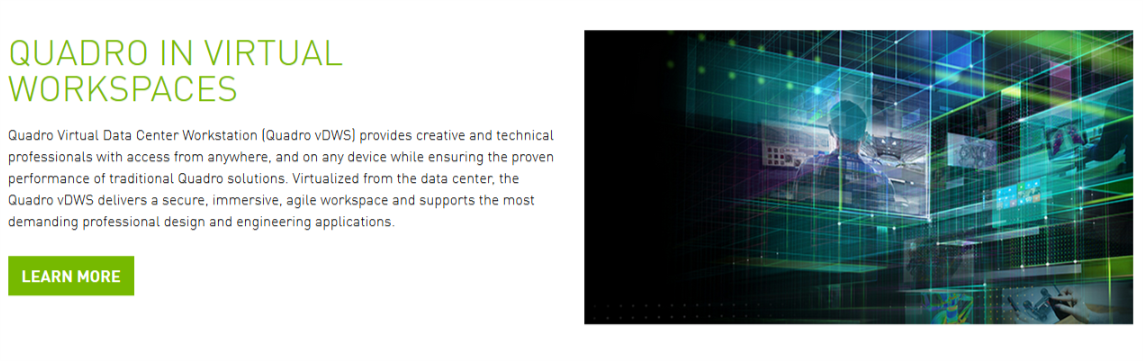 QUADRO IN VIRTUAL
WORKSPACES
Quadro Virtual Data Center Workstation (Quadro vDWS) provides creative and technical
professionals with access from anywhere, and on any device while ensuring the proven
performance of traditional Quadro solutions. Virtualized from the data center, the
Quadro vDWS delivers a secure, immersive, agile workspace and supports the most
demanding professional design and engineering applications.
LEARN MORE